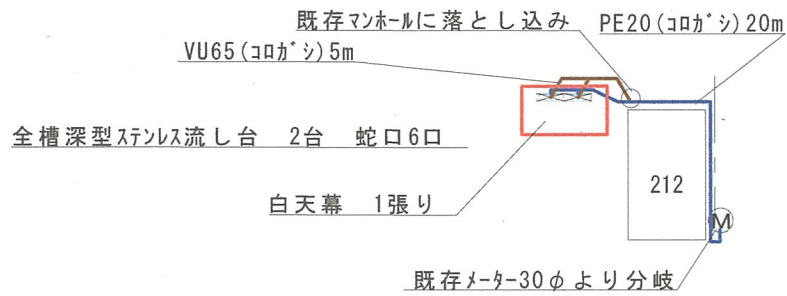 既存ﾏﾝﾎｰﾙに落とし込み
PE20(ｺﾛｶﾞｼ)20m
VU65(ｺﾛｶﾞｼ)5m
全槽深型ｽﾃﾝﾚｽ流し台 2台 蛇口6口
212
白天幕 1張り
M
既存ﾒｰﾀｰ30φより分岐